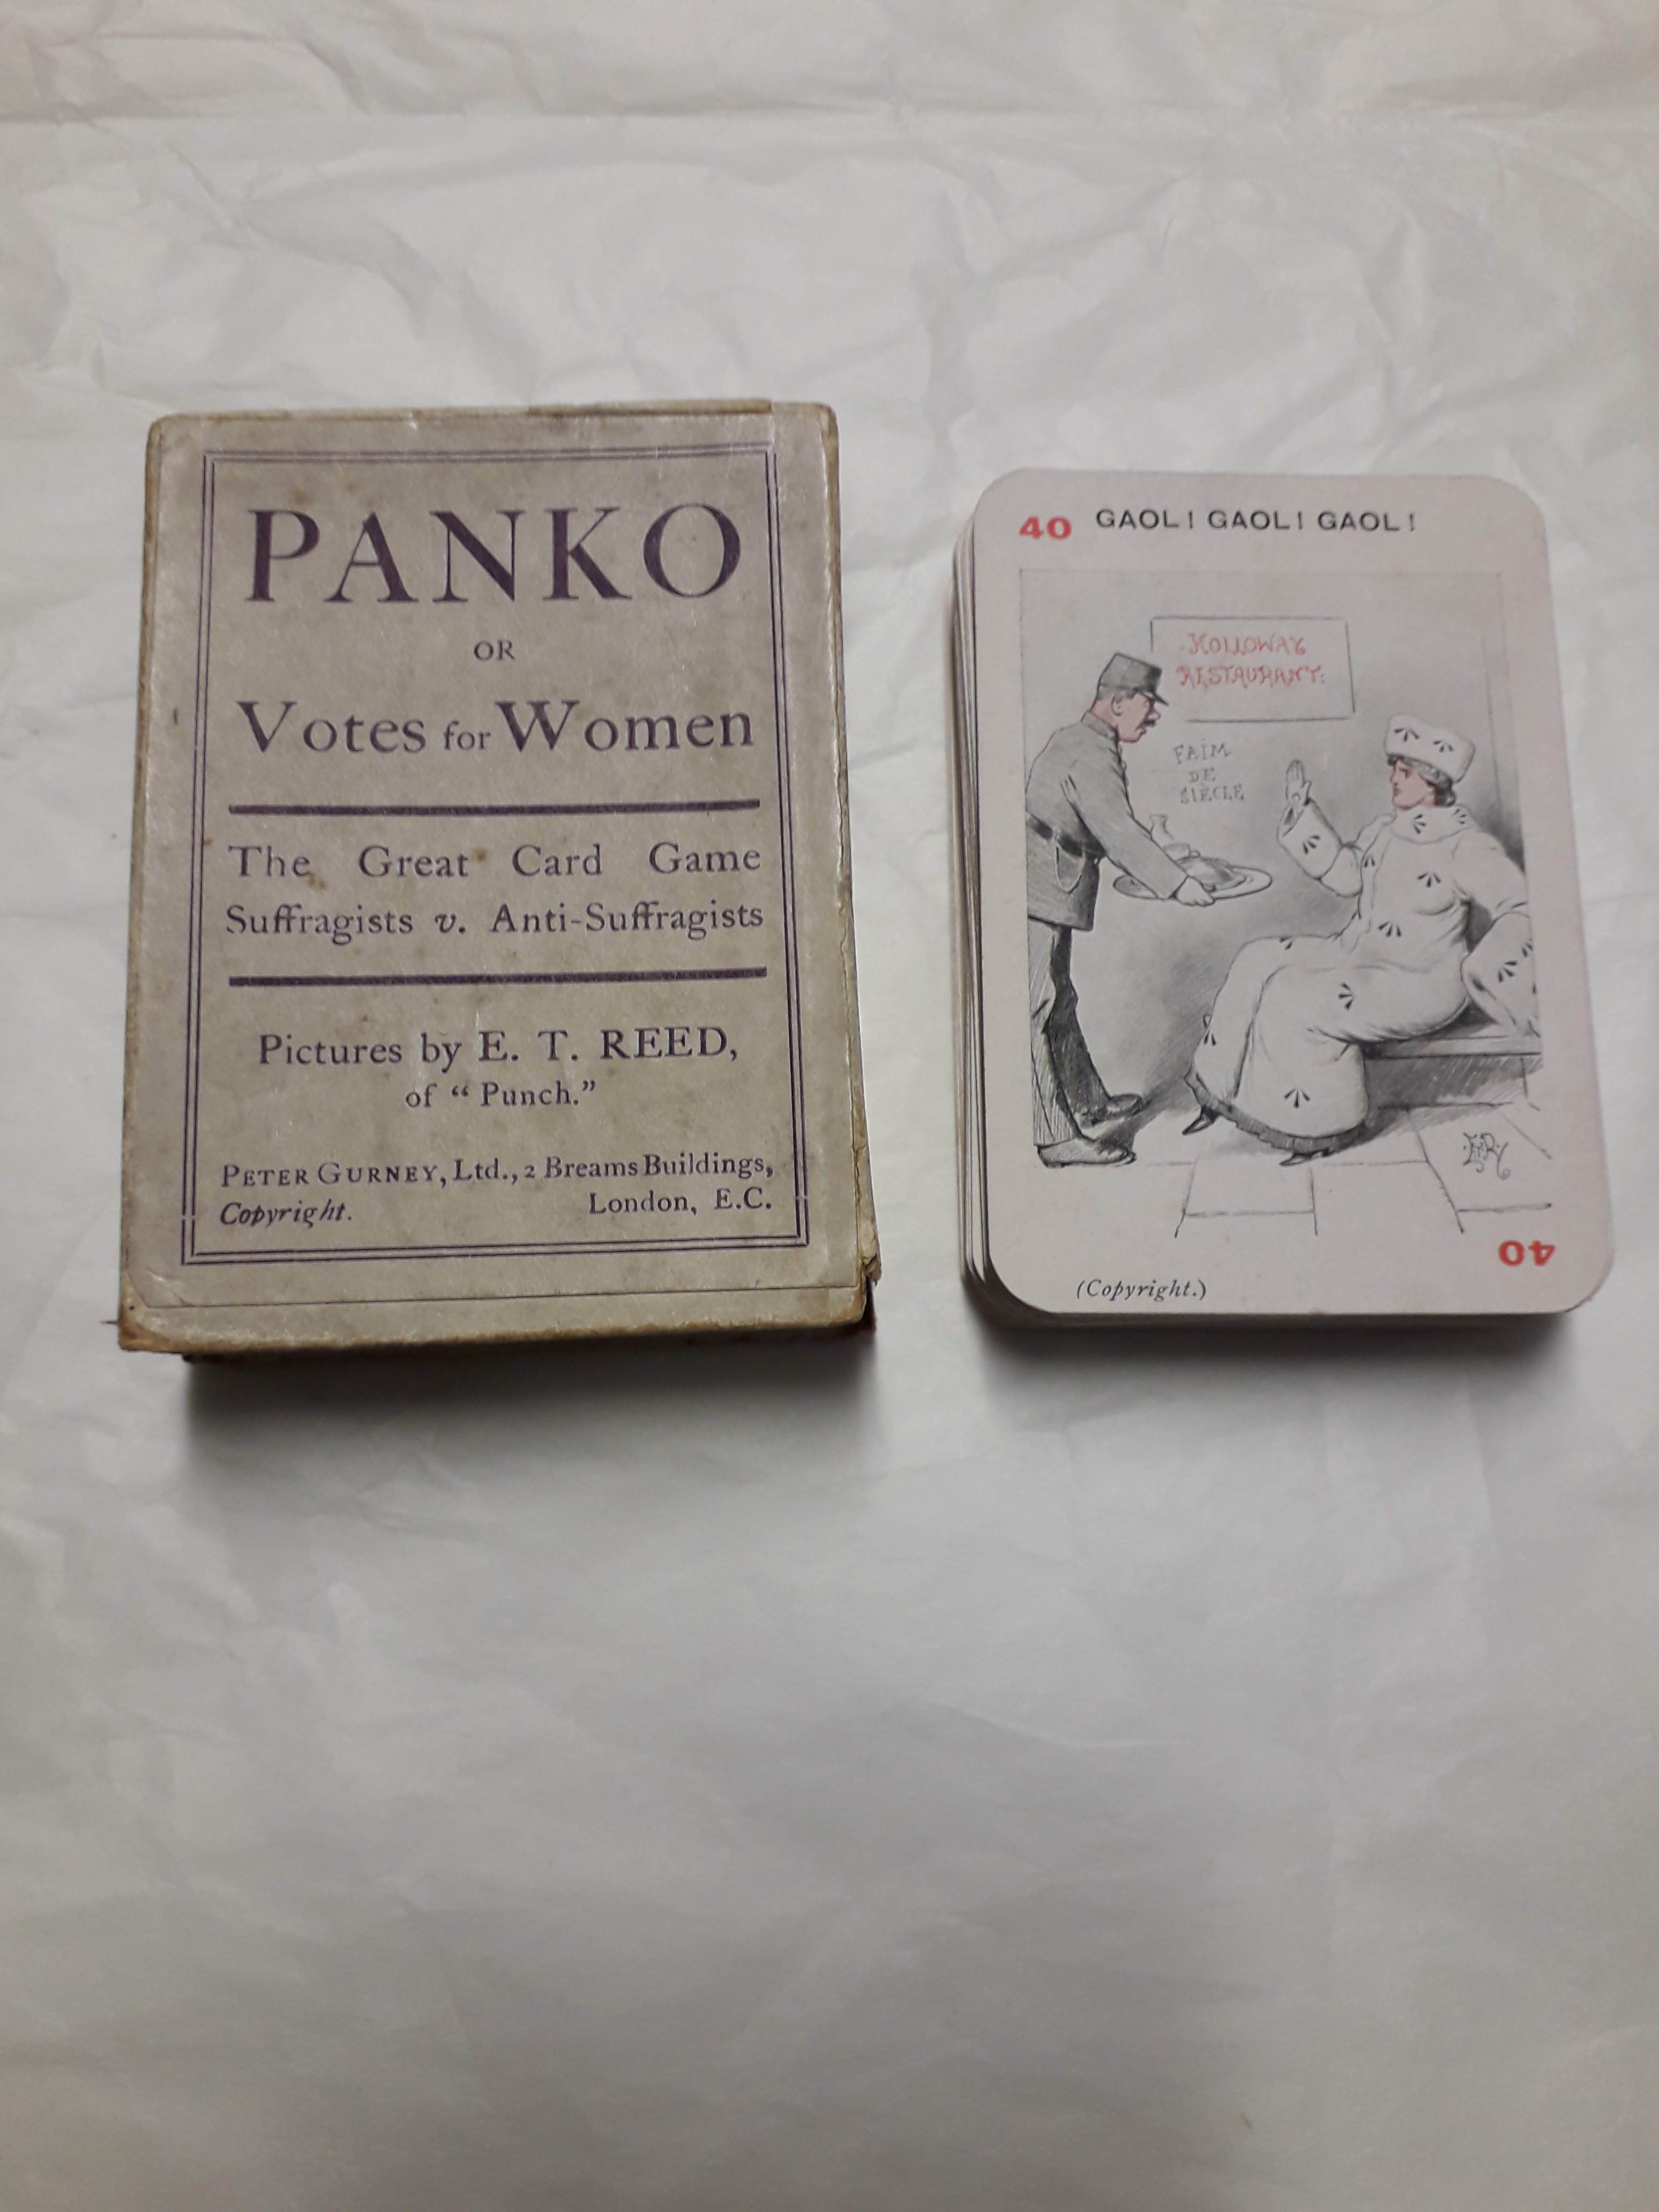 PANKO
OR
Votes for Women
The Great Card Game
Suffragists v. Anti-Suffragists
Pictures by E. T. REED,
of “Punch.”
PETER GURNEY, Ltd., 2 Breams Buildings,
Copyright. London, E.C.
40 GAOL! GAOL! GAOL!
HOLLOWAY
RESTAURANT:
FAIM
DE
SIÈCLE
E.T.R.
40
(Copyright.)